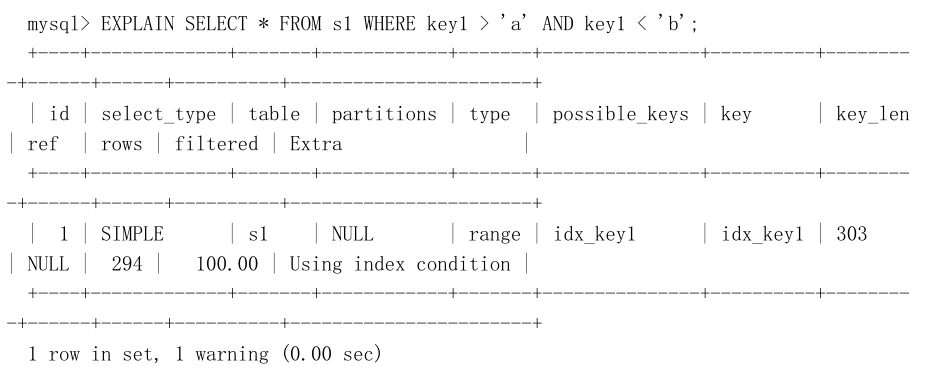 mysql> EXPLAIN SELECT * FROM s1 WHERE key1 > 'a' AND key1 < 'b';
+----+-------------+-------+------------+-------+---------------+----------+--------
-+------+------+----------+-----------------------+
| id | select_type | table | partitions | type | possible_keys | key | key_len
| ref | rows | filtered | Extra |
+----+-------------+-------+------------+-------+---------------+----------+--------
-+------+------+----------+-----------------------+
| 1 | SIMPLE | s1 | NULL | range | idx_key1 | idx_key1 | 303
| NULL | 294 | 100.00 | Using index condition |
+----+-------------+-------+------------+-------+---------------+----------+--------
-+------+------+----------+-----------------------+
1 row in set, 1 warning (0.00 sec)